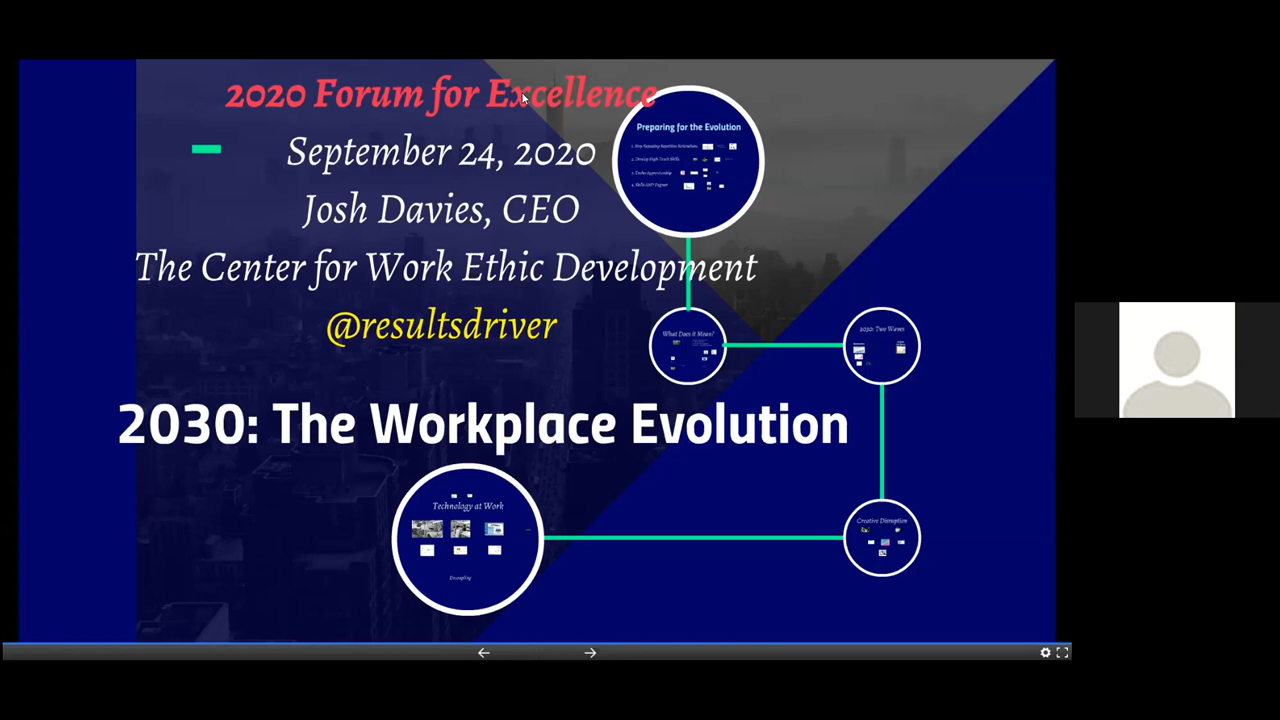 2020 Forum for Excellence
September 24, 2020
Josh Davies, CEO
The Center for Work Ethic Development
@resultsdriver
2030: The Workplace Evolution
Preparing for the Evolution
What Does it Mean?
2030: Two Waves
Creative Disruption
Technology at Work
Decoupling